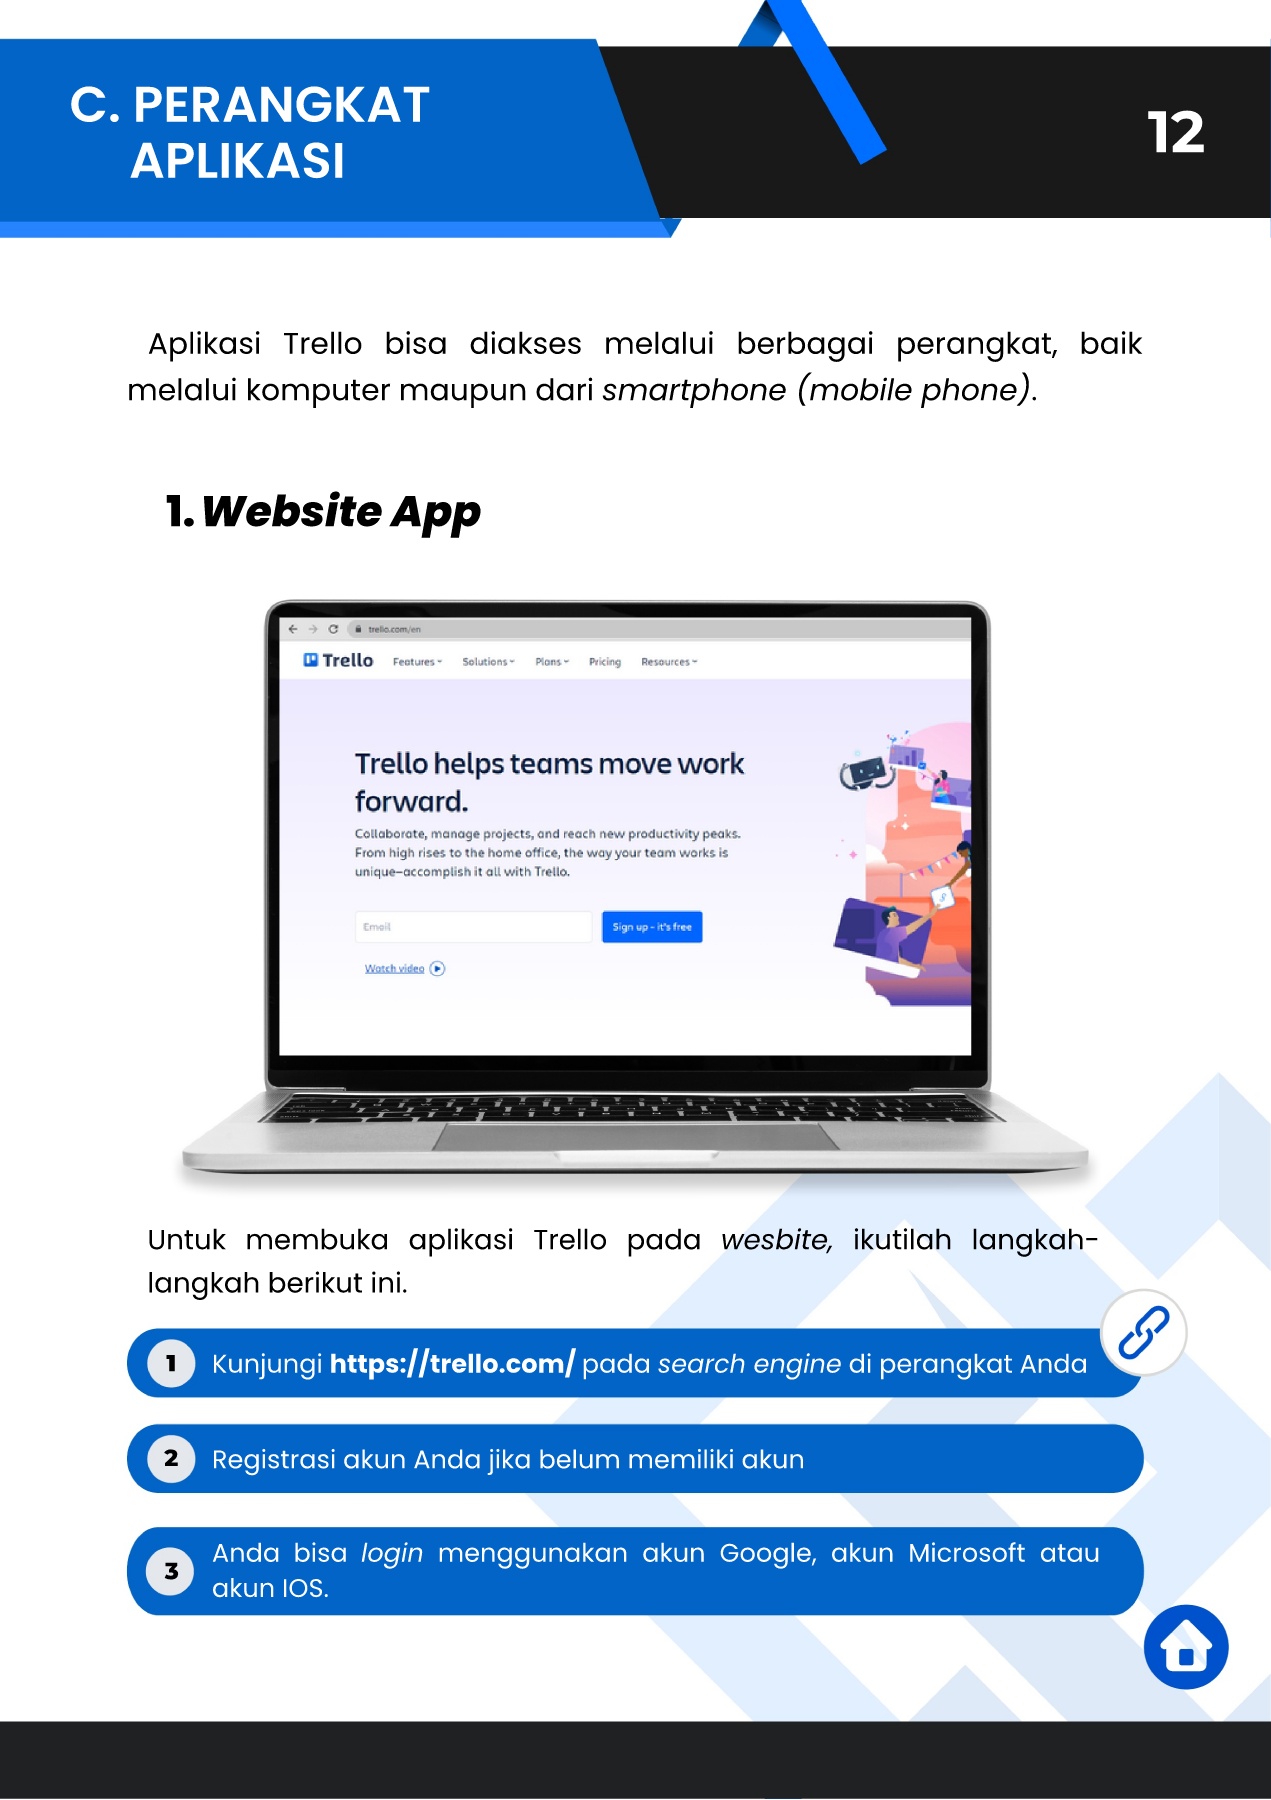 C. PERANGKAT
APLIKASI
12
Aplikasi Trello bisa diakses melalui berbagai perangkat, baik
melalui komputer maupun dari smartphone (mobile phone).
1. Website App
trello.com/en
Trello Features Solutions Plans Pricing Resources
Trello helps teams move work
forward.
Collaborate, manage projects, and reach new productivity peaks.
From high rises to the home office, the way your team works is
unique—accomplish it all with Trello.
Email
Sign up - it's free
Watch video
Untuk membuka aplikasi Trello pada wesbite, ikutilah langkah-
langkah berikut ini.
1 Kunjungi https://trello.com/ pada search engine di perangkat Anda
2 Registrasi akun Anda jika belum memiliki akun
3 Anda bisa login menggunakan akun Google, akun Microsoft atau
akun IOS.